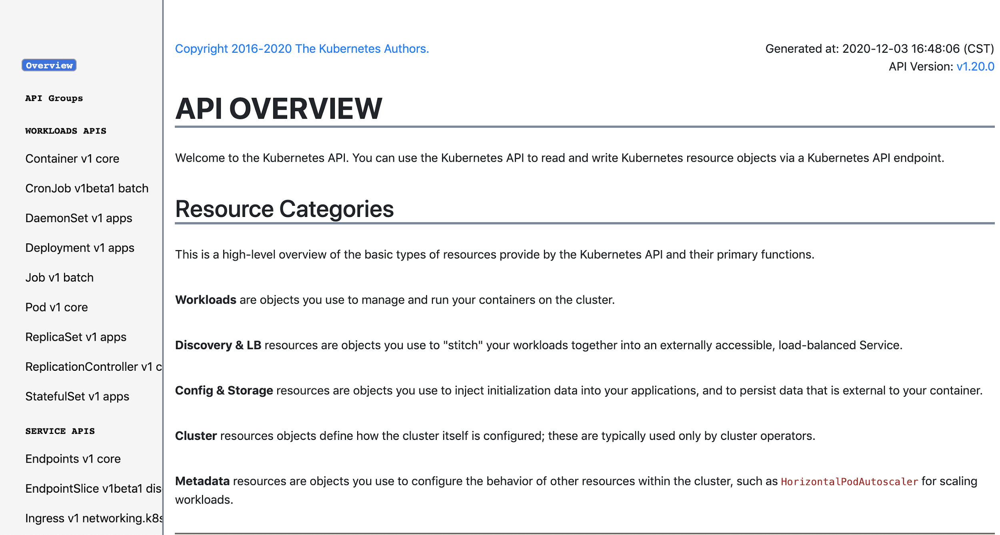 Overview
API Groups
WORKLOADS APIS
Container v1 core
CronJob v1beta1 batch
DaemonSet v1 apps
Deployment v1 apps
Job v1 batch
Pod v1 core
ReplicaSet v1 apps
ReplicationController v1 c
StatefulSet v1 apps
SERVICE APIS
Endpoints v1 core
EndpointSlice v1beta1 dis
Ingress v1 networking.k8s
Copyright 2016-2020 The Kubernetes Authors.
Generated at: 2020-12-03 16:48:06 (CST)
API Version: v1.20.0
API OVERVIEW
Welcome to the Kubernetes API. You can use the Kubernetes API to read and write Kubernetes resource objects via a Kubernetes API endpoint.
Resource Categories
This is a high-level overview of the basic types of resources provide by the Kubernetes API and their primary functions.
Workloads are objects you use to manage and run your containers on the cluster.
Discovery & LB resources are objects you use to "stitch" your workloads together into an externally accessible, load-balanced Service.
Config & Storage resources are objects you use to inject initialization data into your applications, and to persist data that is external to your container.
Cluster resources objects define how the cluster itself is configured; these are typically used only by cluster operators.
Metadata resources are objects you use to configure the behavior of other resources within the cluster, such as HorizontalPodAutoscaler for scaling
workloads.